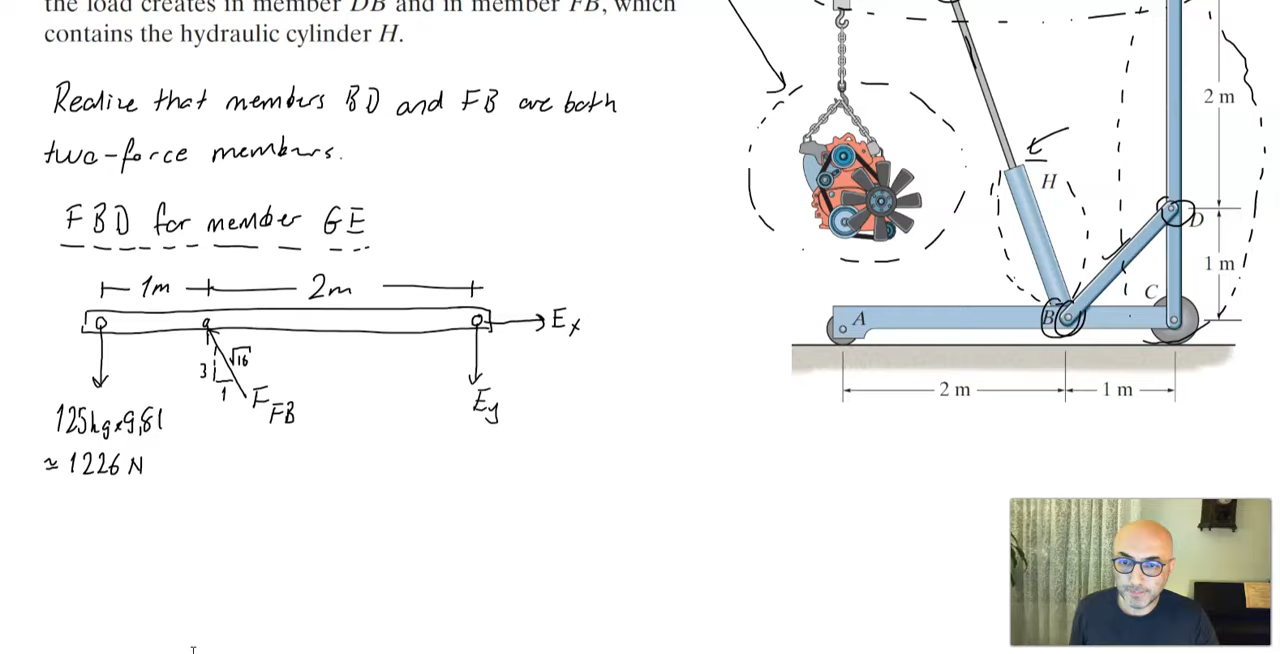 the load creates in member DB and in member FB, which
contains the hydraulic cylinder H.
Realize that members BD and FB are both
two-force members.
FBD for member GE
1m
2m
Ex
3
√16
1
FFB
Ey
125kg×9,81
≈ 1226 N
2 m
H
E
D
1 m
C
A
B
2 m
1 m